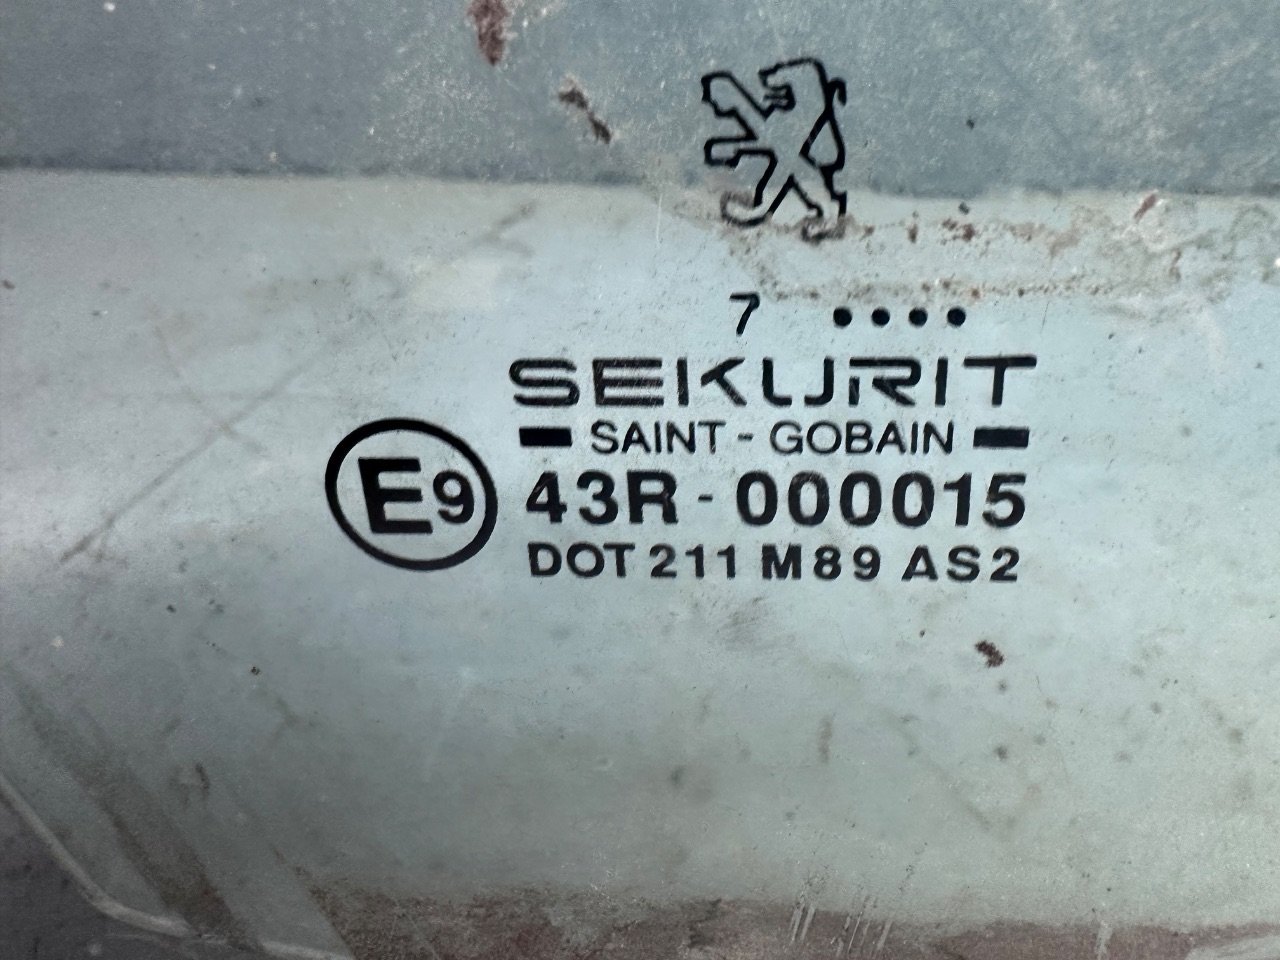 7 ••••
SEKURIT
SAINT-GOBAIN
E9 43R-000015
DOT 211 M89 AS2